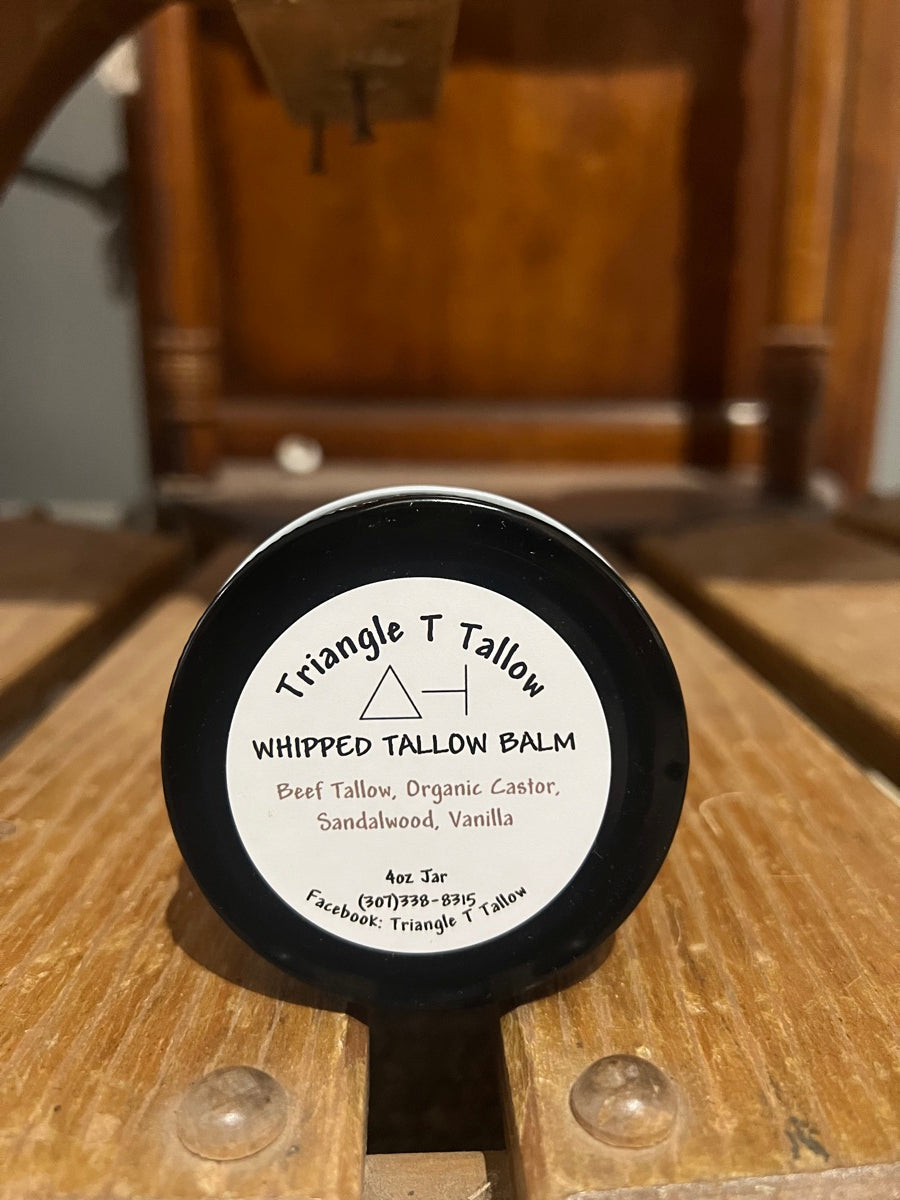 Triangle T Tallow
WHIPPED TALLOW BALM
Beef Tallow, Organic Castor,
Sandalwood, Vanilla
4oz Jar
(307)338-8315
Facebook: Triangle T Tallow